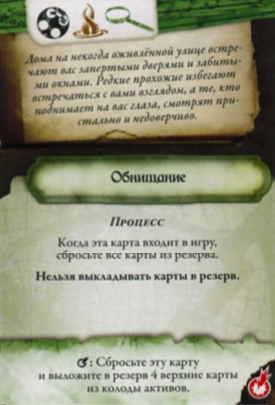 Дома на некогда оживлённой улице встре-
чают вас запертыми дверями и забиты-
ми окнами. Редкие прохожие избегают
встречаться с вами взглядом, а те, кто
поднимает на вас глаза, смотрят при-
стально и недоверчиво.
Обнищание
Процесс
Когда эта карта входит в игру,
сбросьте все карты из резерва.
Нельзя выкладывать карты в резерв.
: Сбросьте эту карту
и выложите в резерв 4 верхние карты
из колоды активов.